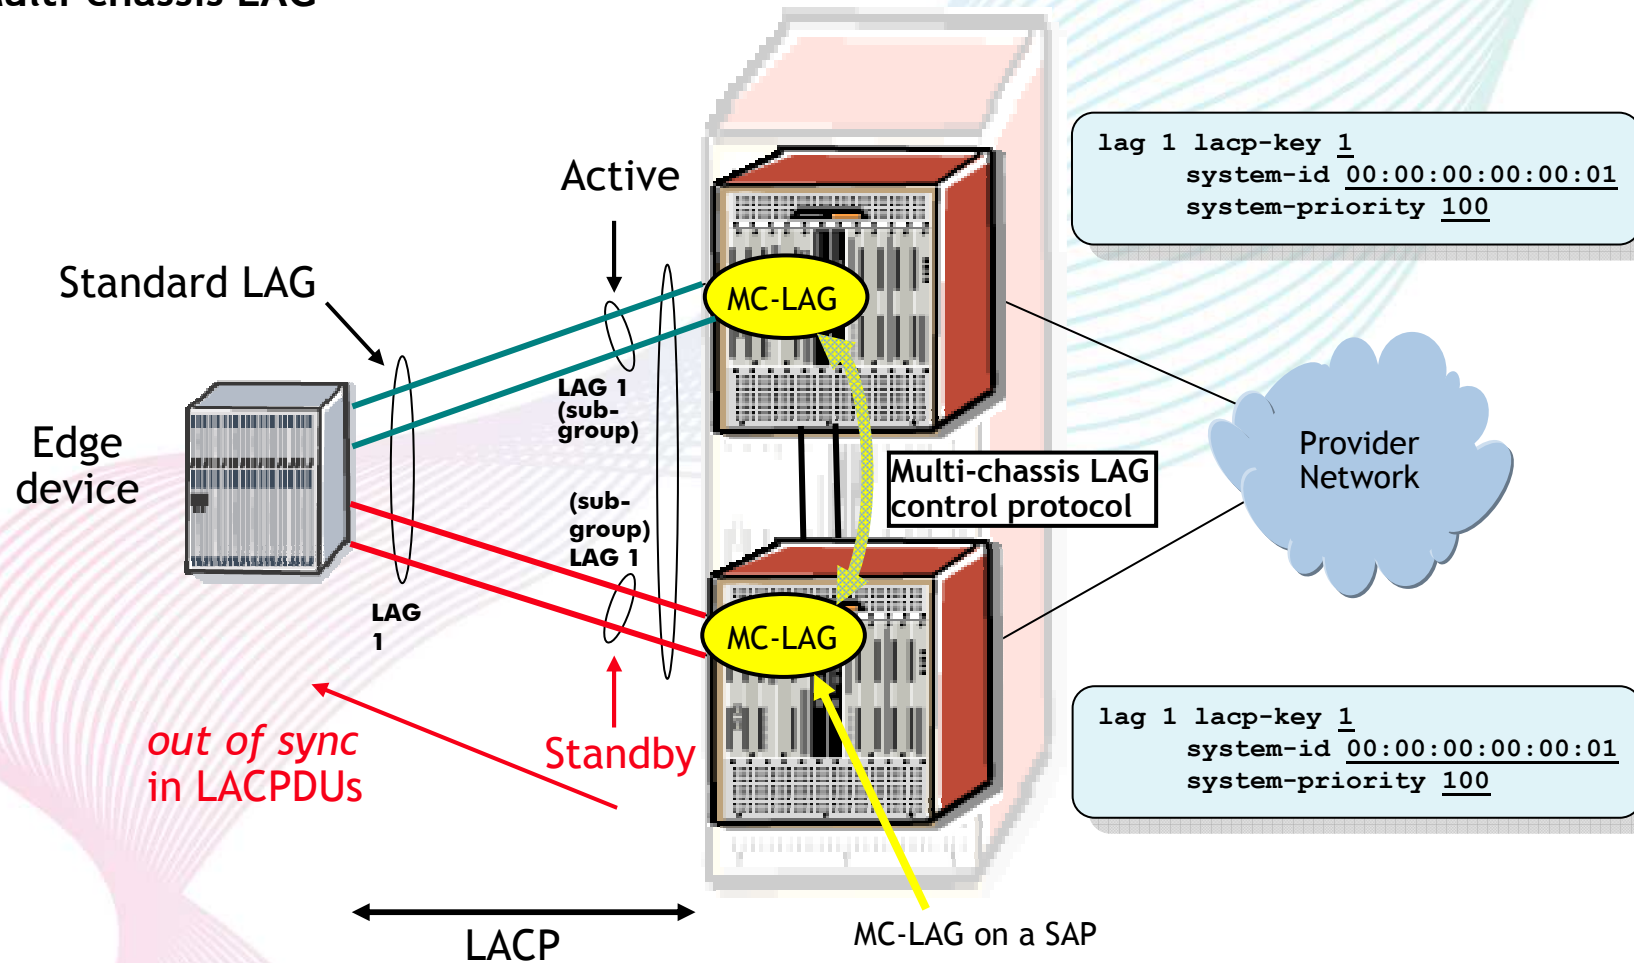 Multi-chassis LAG
lag 1 lacp-key 1
system-id 00:00:00:00:00:01
system-priority 100
Active
Standard LAG
MC-LAG
LAG 1
(sub-
group)
Edge
device
Provider
Network
Multi-chassis LAG
control protocol
(sub-
group)
LAG 1
LAG
1
MC-LAG
out of sync
in LACPDUs
Standby
lag 1 lacp-key 1
system-id 00:00:00:00:00:01
system-priority 100
LACP
MC-LAG on a SAP